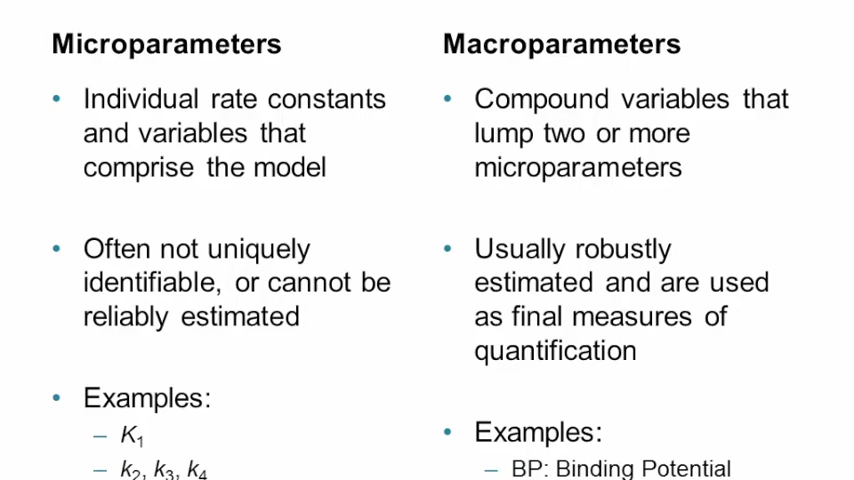 Microparameters
• Individual rate constants
and variables that
comprise the model
• Often not uniquely
identifiable, or cannot be
reliably estimated
• Examples:
– K₁
– k₂, k₃, k₄
Macroparameters
• Compound variables that
lump two or more
microparameters
• Usually robustly
estimated and are used
as final measures of
quantification
• Examples:
– BP: Binding Potential